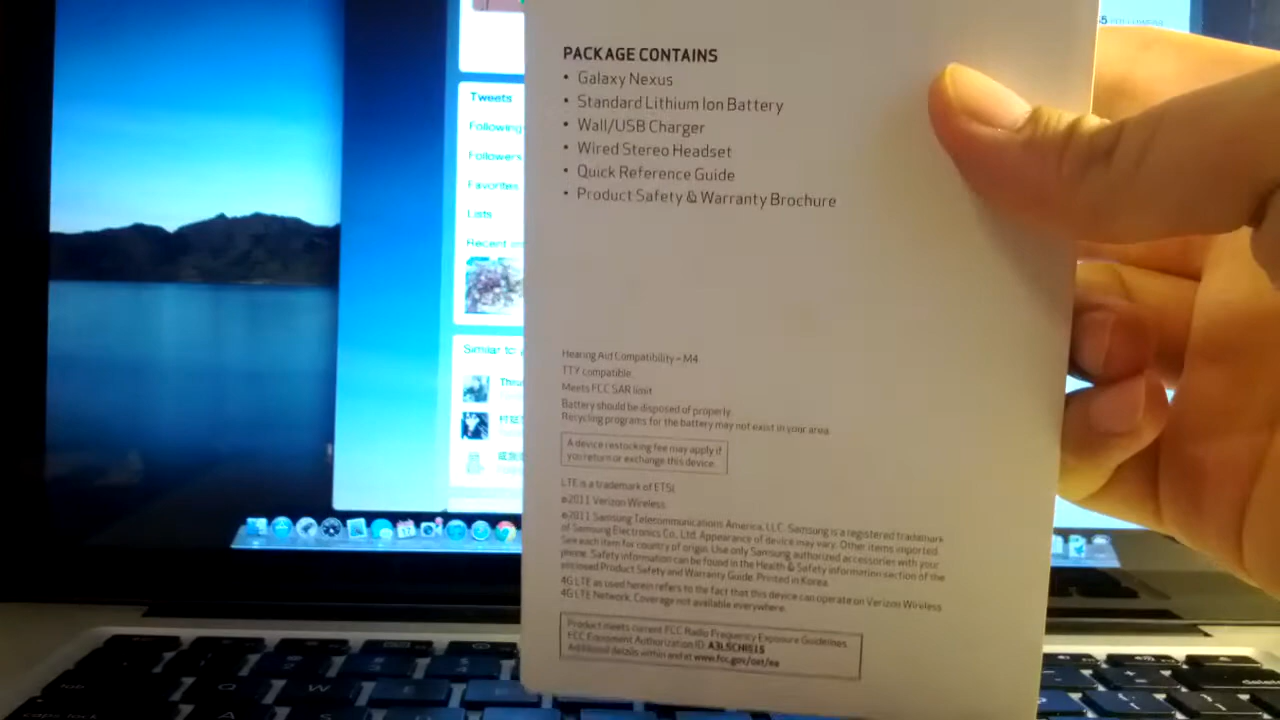 PACKAGE CONTAINS
• Galaxy Nexus
• Standard Lithium Ion Battery
• Wall/USB Charger
• Wired Stereo Headset
• Quick Reference Guide
• Product Safety & Warranty Brochure
Hearing Aid Compatibility = M4
TTY compatible
Meets FCC SAR limit
Battery should be disposed of properly.
Recycling programs for the battery may not exist in your area.
A device restocking fee may apply if
you return or exchange this device.
LTE is a trademark of ETSI.
©2011 Verizon Wireless.
©2011 Samsung Telecommunications America, LLC. Samsung is a registered trademark
of Samsung Electronics Co., Ltd. Appearance of device may vary. Other items imported.
See each item for country of origin. Use only Samsung authorized accessories with your
phone. Safety information can be found in the Health & Safety information section of the
enclosed Product Safety and Warranty Guide. Printed in Korea.
4G LTE as used herein refers to the fact that this device can operate on Verizon Wireless
4G LTE Network. Coverage not available everywhere.
Product meets current FCC Radio Frequency Exposure Guidelines.
FCC Equipment Authorization ID: A3LSCHI515
Additional details within and at www.fcc.gov/oet/ea
Tweets
Following
Followers
Favorites
Lists
Recent
Similar to
Q
W
A
S
caps lock
tab
delete